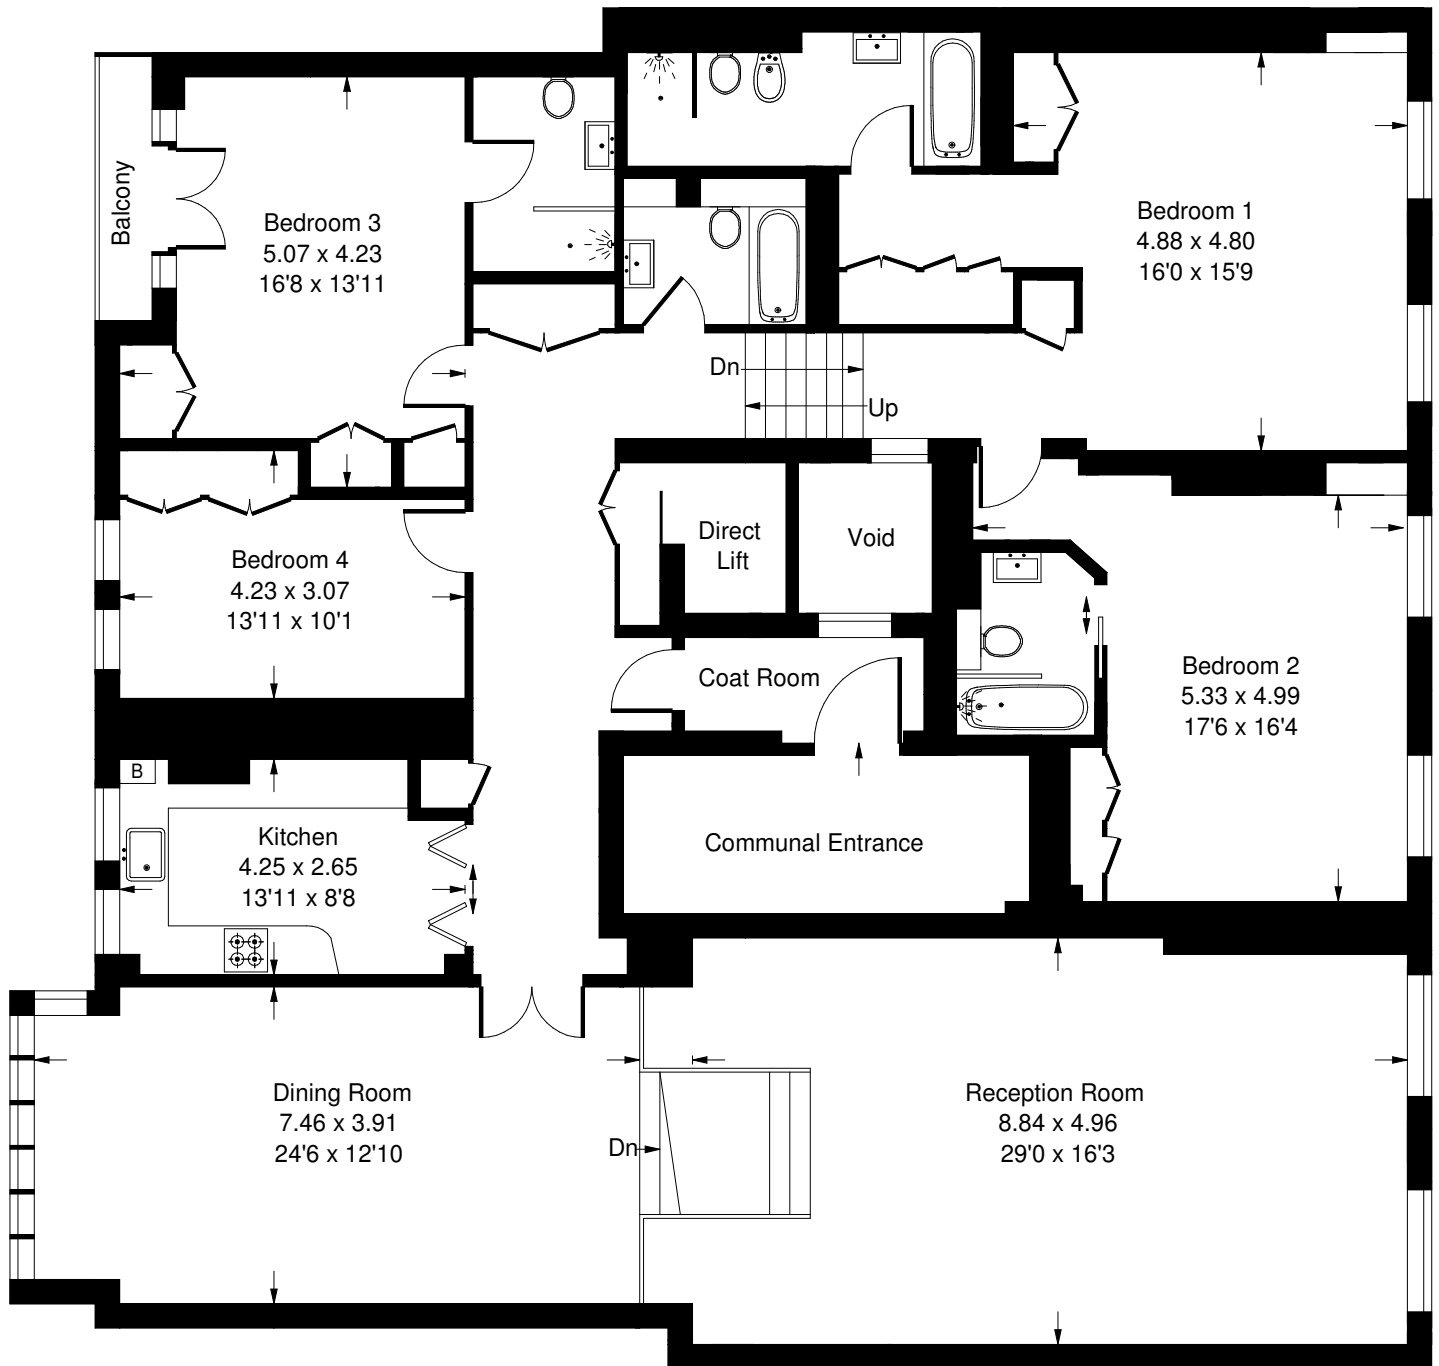 Balcony
Bedroom 3
5.07 x 4.23
16'8 x 13'11
Bedroom 1
4.88 x 4.80
16'0 x 15'9
Dn
Up
Bedroom 4
4.23 x 3.07
13'11 x 10'1
Direct
Lift
Void
Coat Room
Bedroom 2
5.33 x 4.99
17'6 x 16'4
B
Kitchen
4.25 x 2.65
13'11 x 8'8
Communal Entrance
Dining Room
7.46 x 3.91
24'6 x 12'10
Dn
Reception Room
8.84 x 4.96
29'0 x 16'3